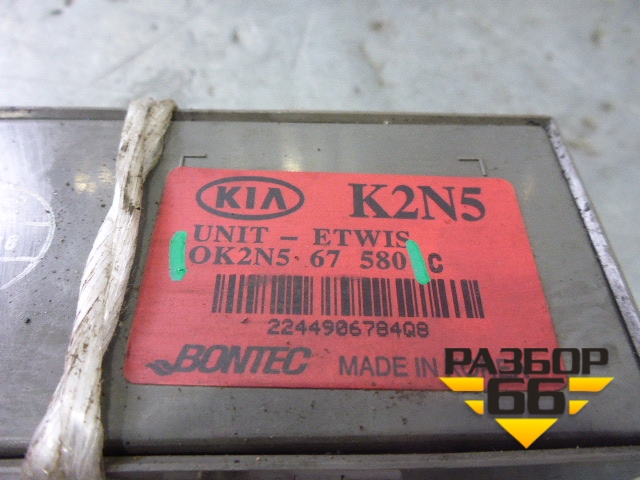 KIA K2N5
UNIT - ETWIS
OK2N5 67 580 C
2244906784Q8
BONTEC MADE IN
РАЗБОР
66